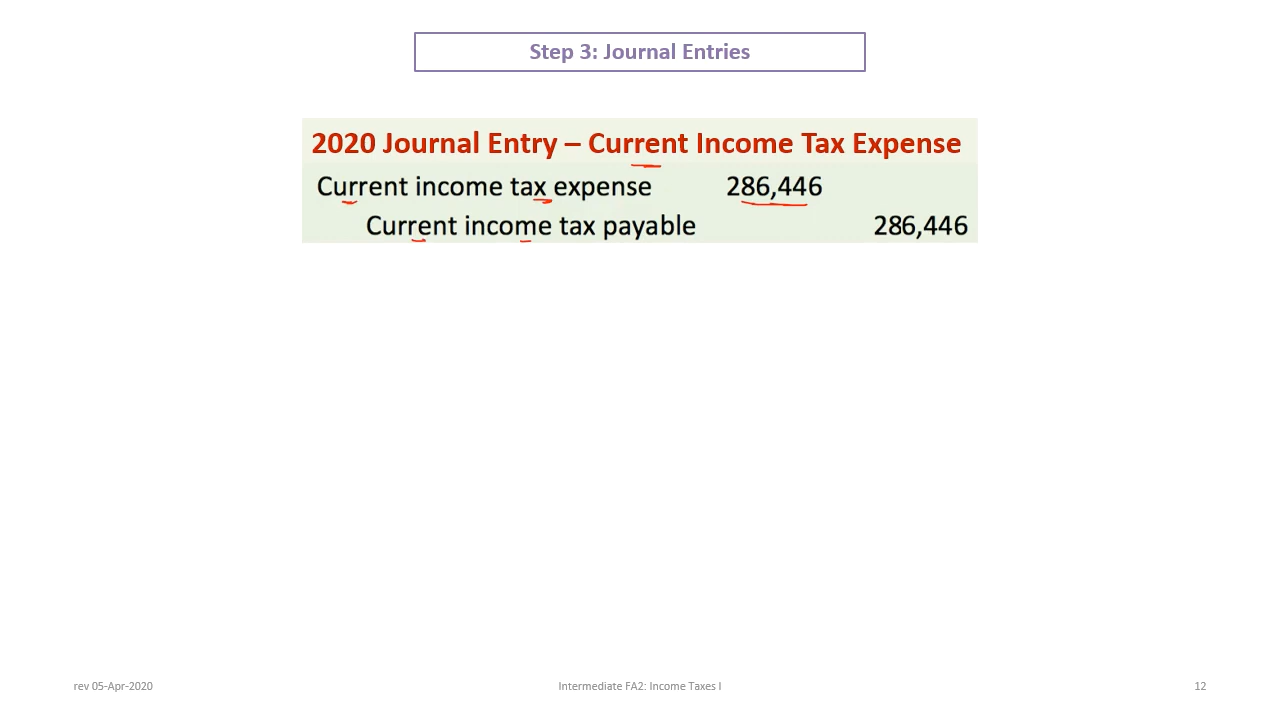 Step 3: Journal Entries
2020 Journal Entry – Current Income Tax Expense
Current income tax expense 286,446
Current income tax payable 286,446
rev 05-Apr-2020 Intermediate FA2: Income Taxes I 12